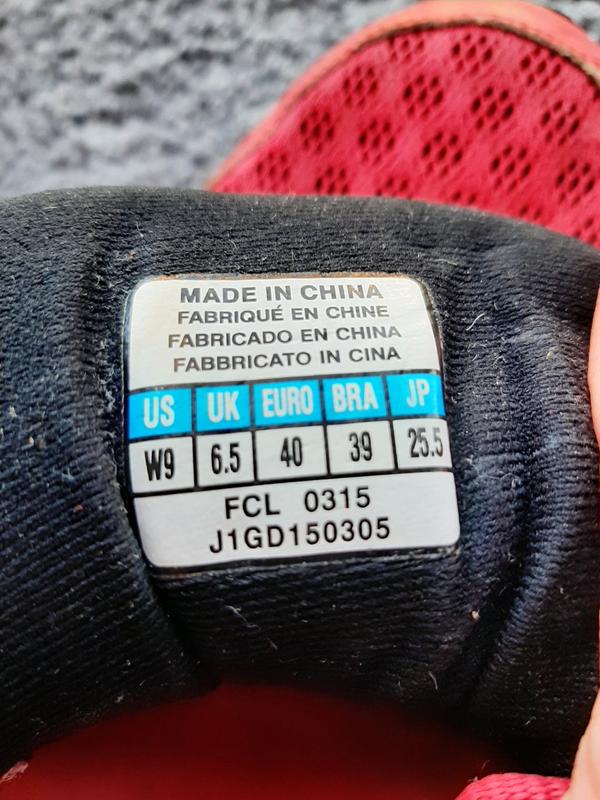 MADE IN CHINA
FABRIQUÉ EN CHINE
FABRICADO EN CHINA
FABBRICATO IN CINA
US UK EURO BRA JP
W9 6.5 40 39 25.5
FCL 0315
J1GD150305